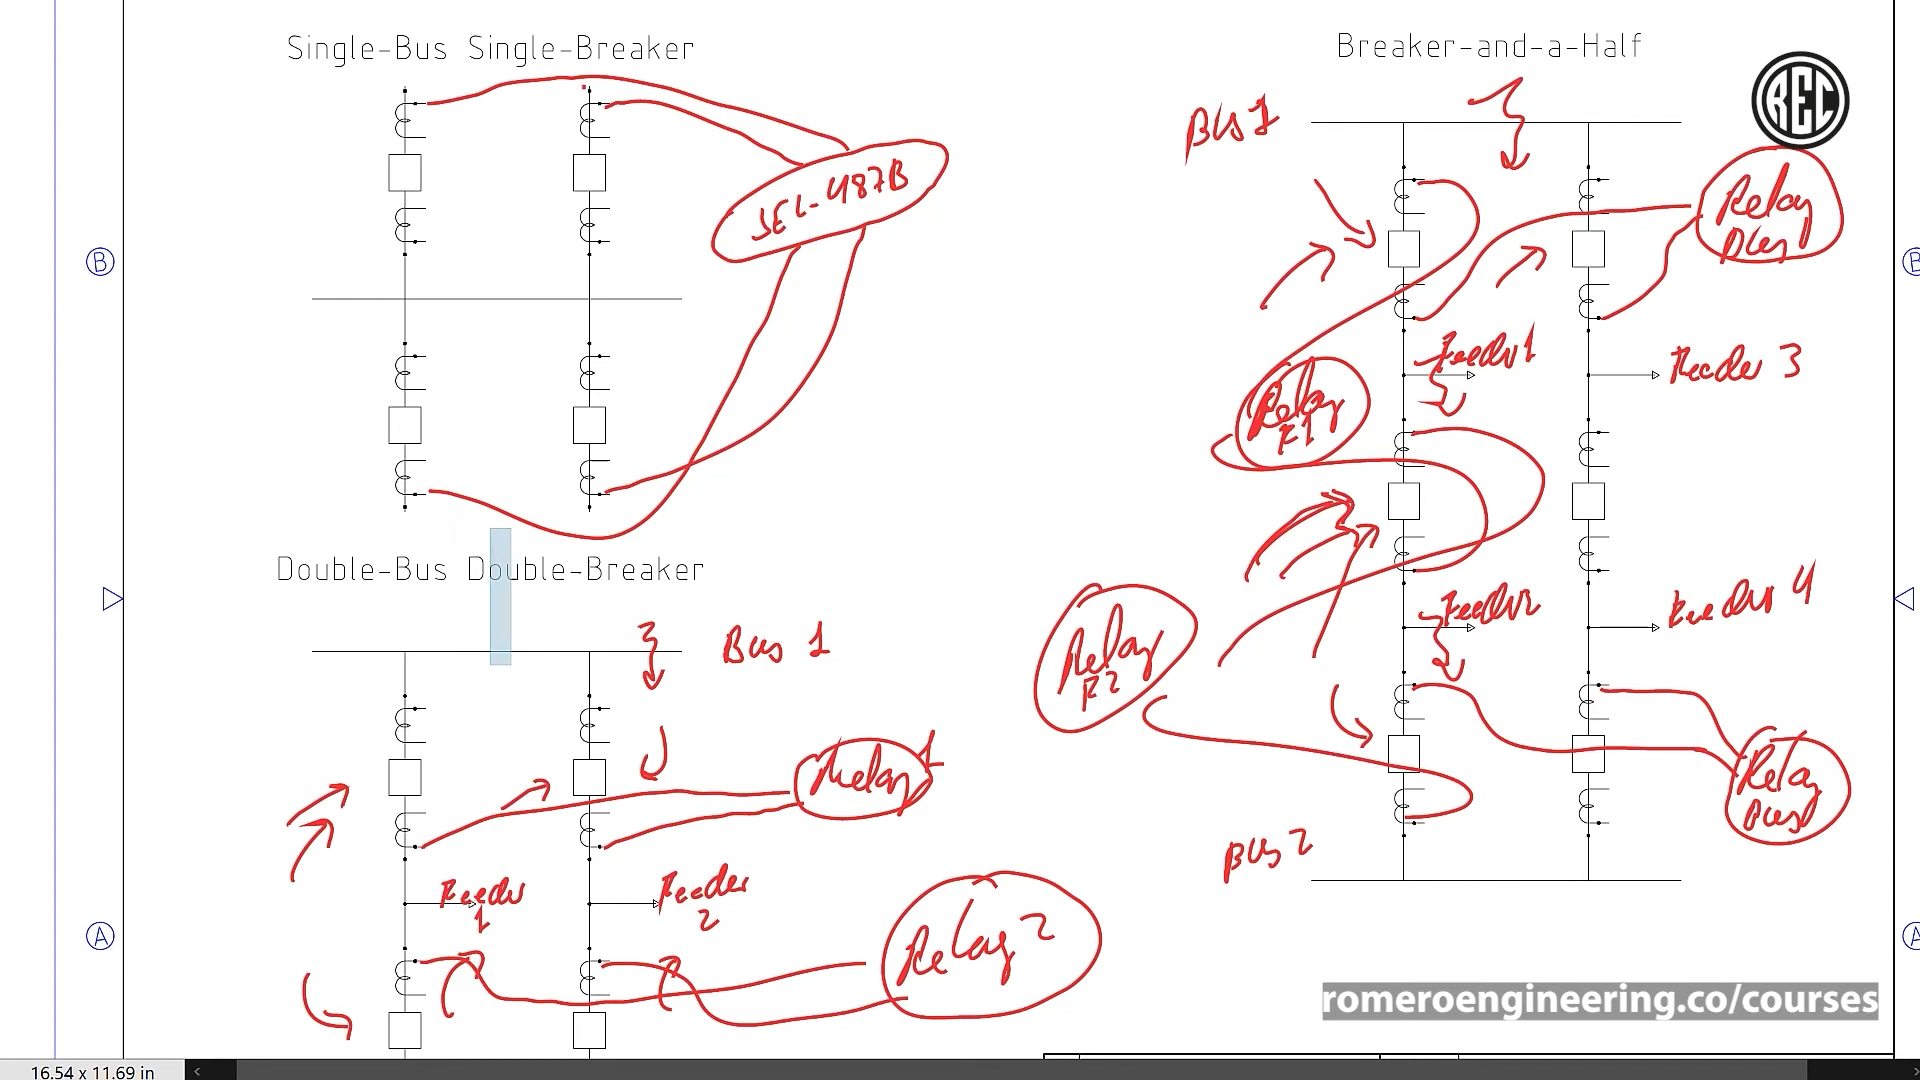 Single-Bus Single-Breaker
SEL-487B
B
Double-Bus Double-Breaker
Bus 1
Relay 1
Feeder
1
Feeder
2
Relay 2
A
Breaker-and-a-Half
REC
BUS 1
Relay
Bus
Feeder 1
Feeder 3
Relay
F1
Feeder 4
Relay
F2
Relay
Bus
BUS 2
B
A
romeroengineering.co/courses
16.54 x 11.69 in